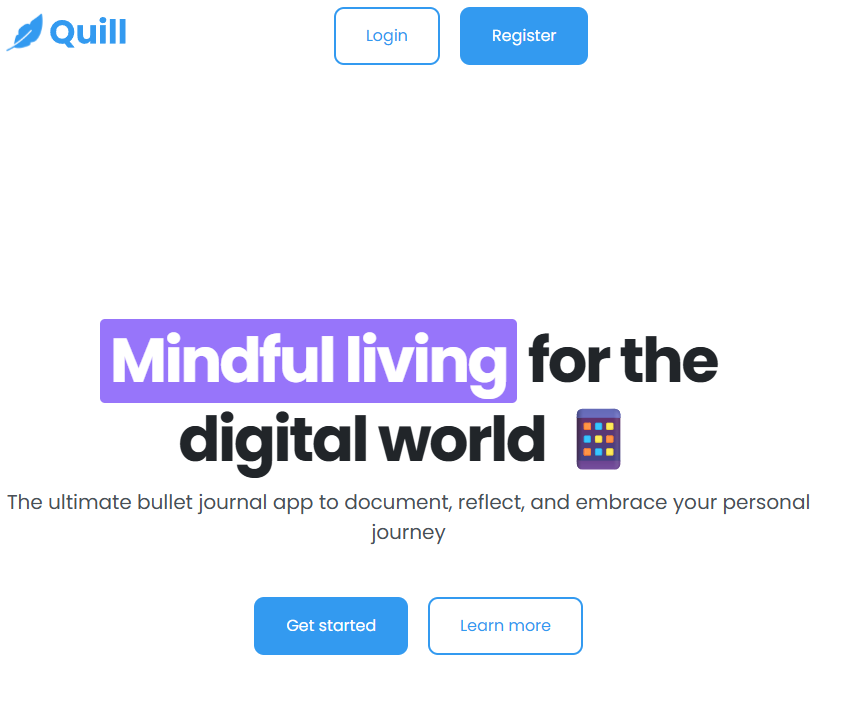 Quill
Login
Register
Mindful living for the
digital world
The ultimate bullet journal app to document, reflect, and embrace your personal
journey
Get started
Learn more